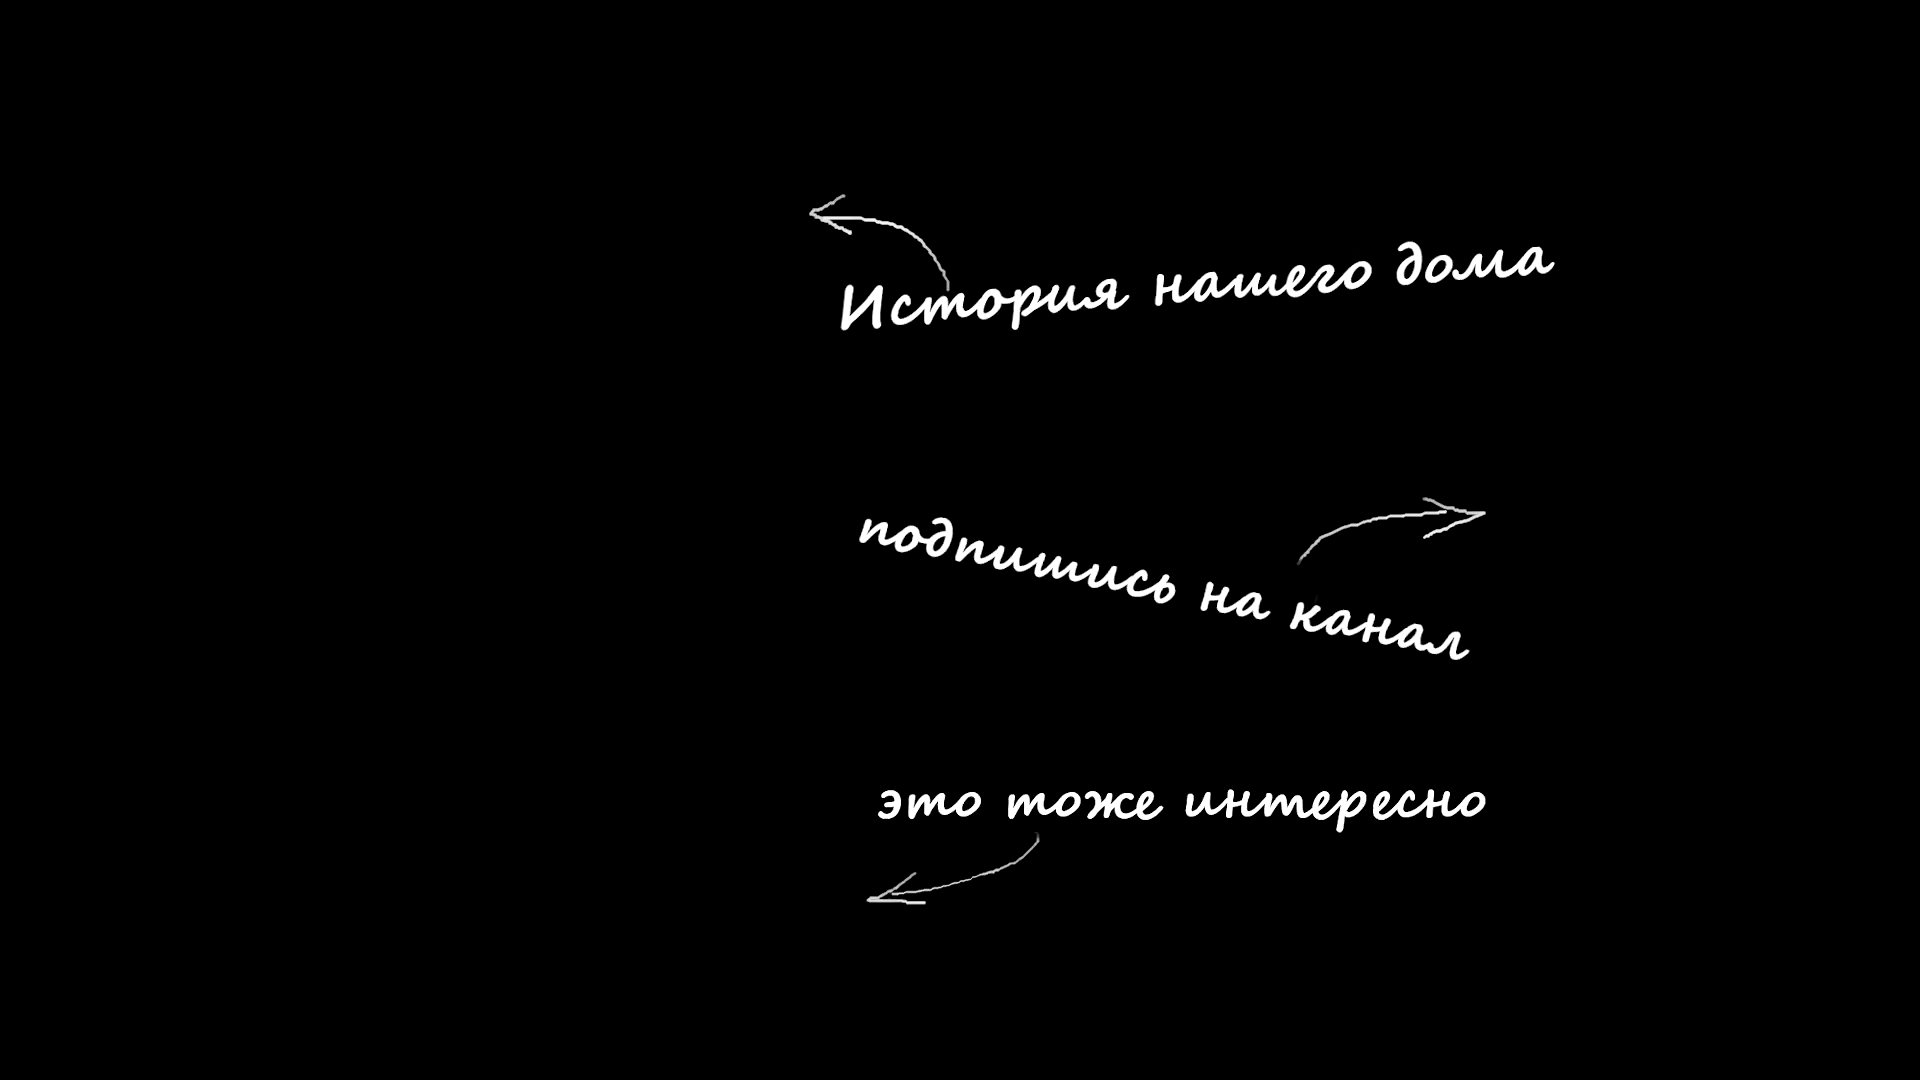 История нашего дома
подпишись на канал
это тоже интересно